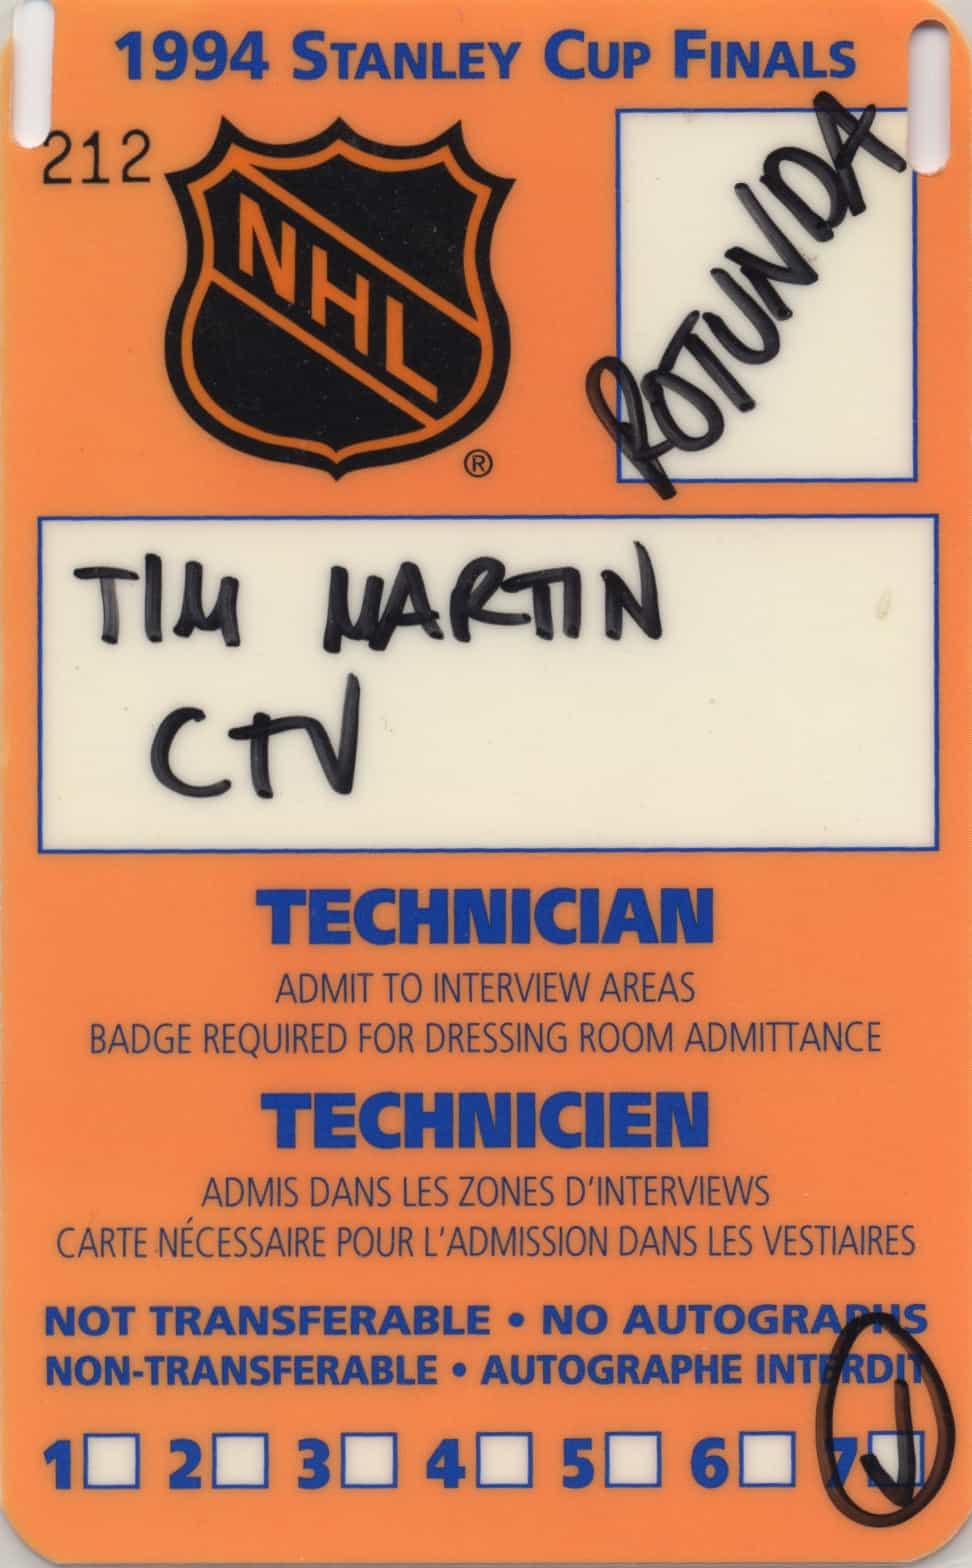 1994 STANLEY CUP FINALS
212
NHL
®
ROTUNDA
TIM MARTIN
CTV
TECHNICIAN
ADMIT TO INTERVIEW AREAS
BADGE REQUIRED FOR DRESSING ROOM ADMITTANCE
TECHNICIEN
ADMIS DANS LES ZONES D'INTERVIEWS
CARTE NÉCESSAIRE POUR L'ADMISSION DANS LES VESTIAIRES
NOT TRANSFERABLE • NO AUTOGRAPHS
NON-TRANSFERABLE • AUTOGRAPHE INTERDIT
1 2 3 4 5 6 7